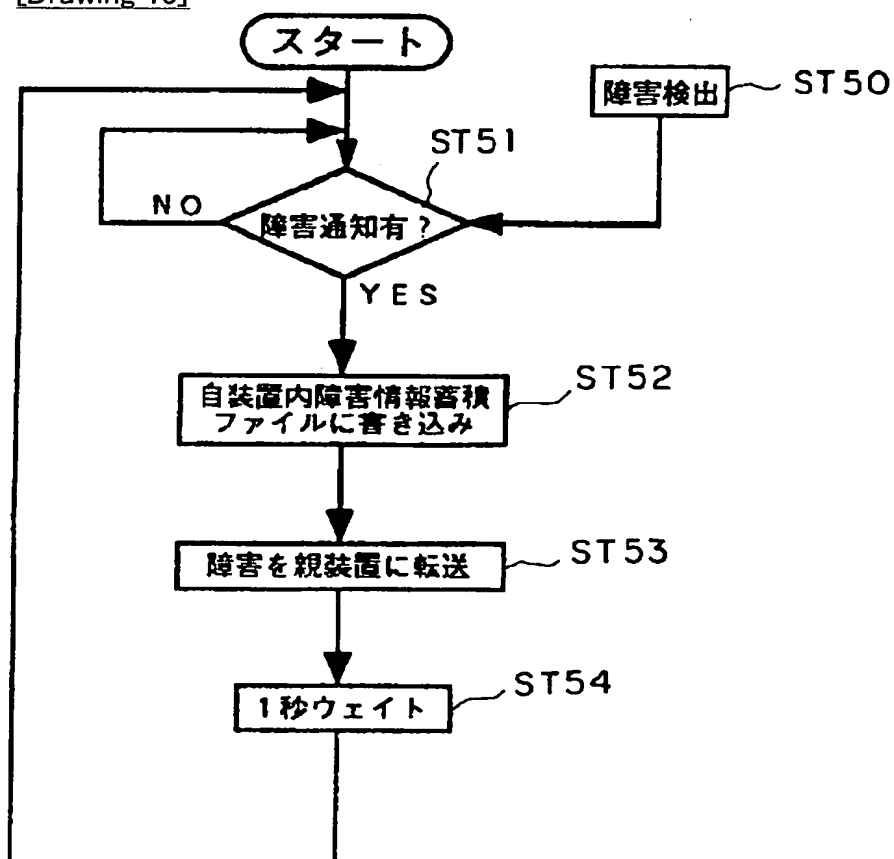 スタート
障害検出
ST50
ST51
NO
障害通知有?
YES
自装置内障害情報蓄積
ファイルに書き込み
ST52
障害を親装置に転送
ST53
1秒ウェイト
ST54